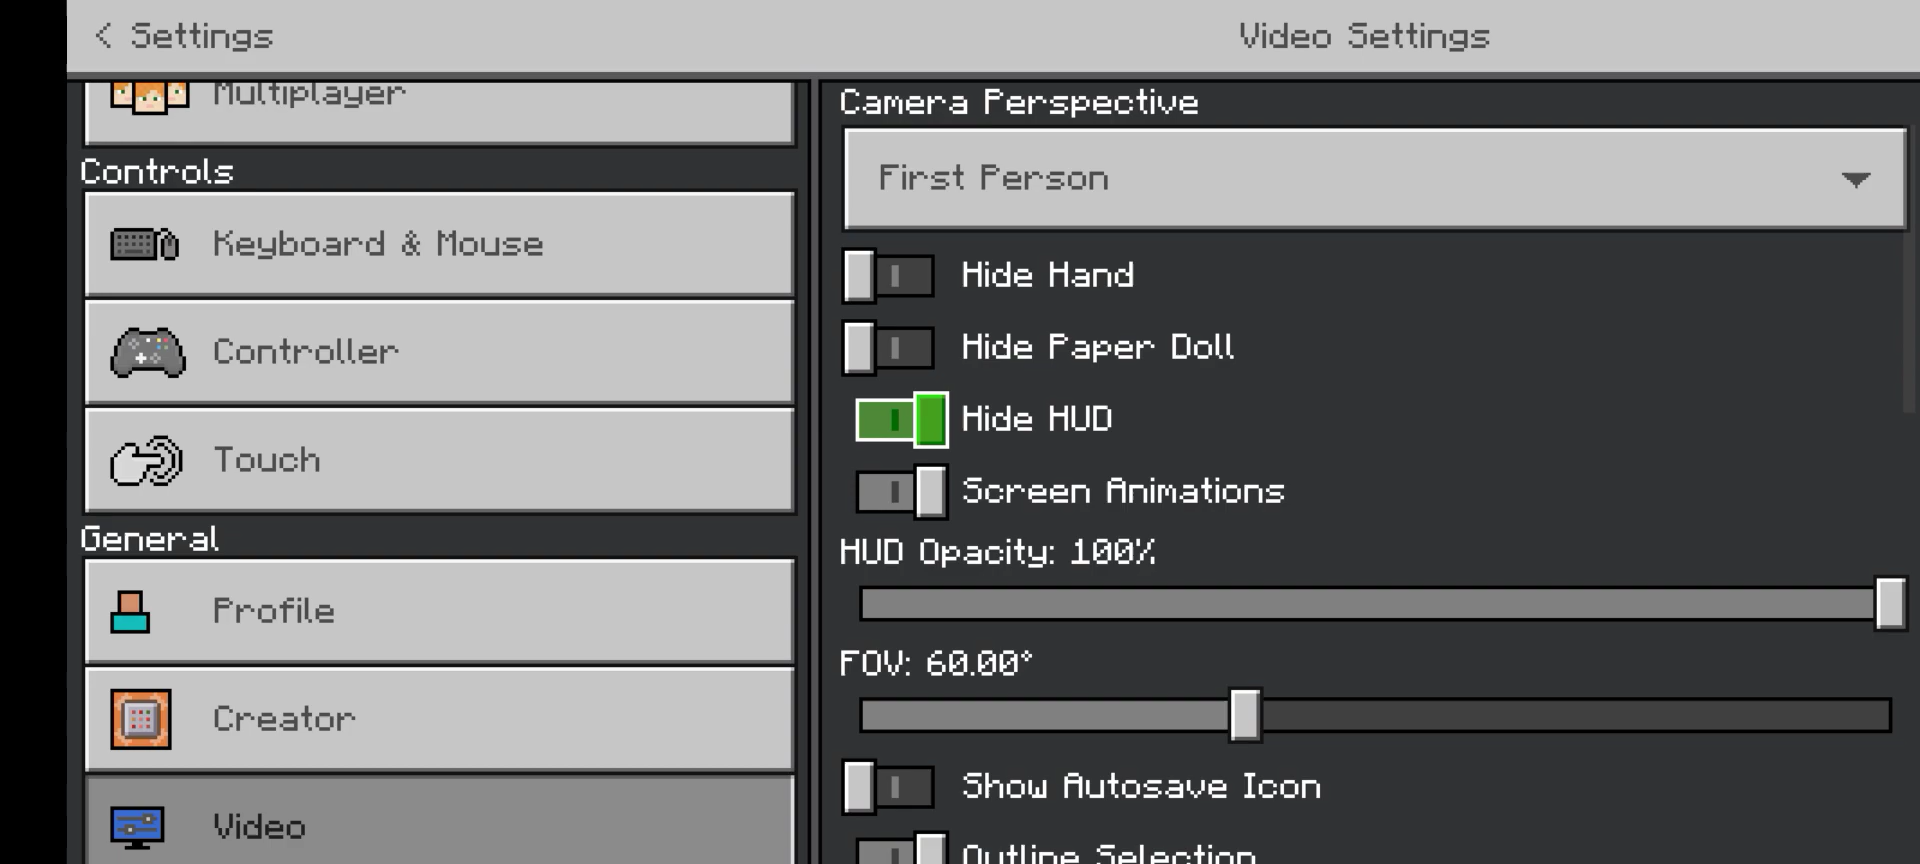 < Settings
Video Settings
Multiplayer
Controls
Keyboard & Mouse
Controller
Touch
General
Profile
Creator
Video
Camera Perspective
First Person
Hide Hand
Hide Paper Doll
Hide HUD
Screen Animations
HUD Opacity: 100%
FOV: 60.00°
Show Autosave Icon
Outline Selection